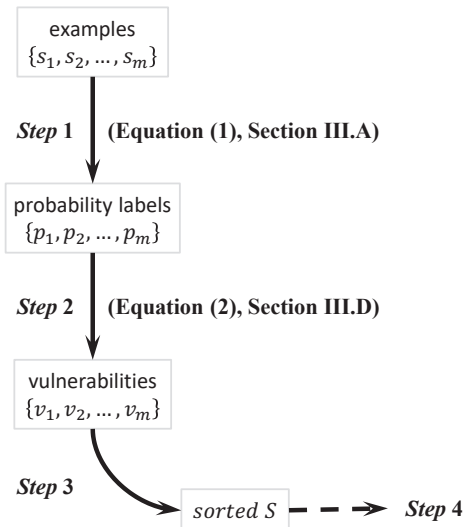 examples
{s₁, s₂, ..., sₘ}
Step 1 (Equation (1), Section III.A)
probability labels
{p₁, p₂, ..., pₘ}
Step 2 (Equation (2), Section III.D)
vulnerabilities
{v₁, v₂, ..., vₘ}
Step 3
sorted S
Step 4